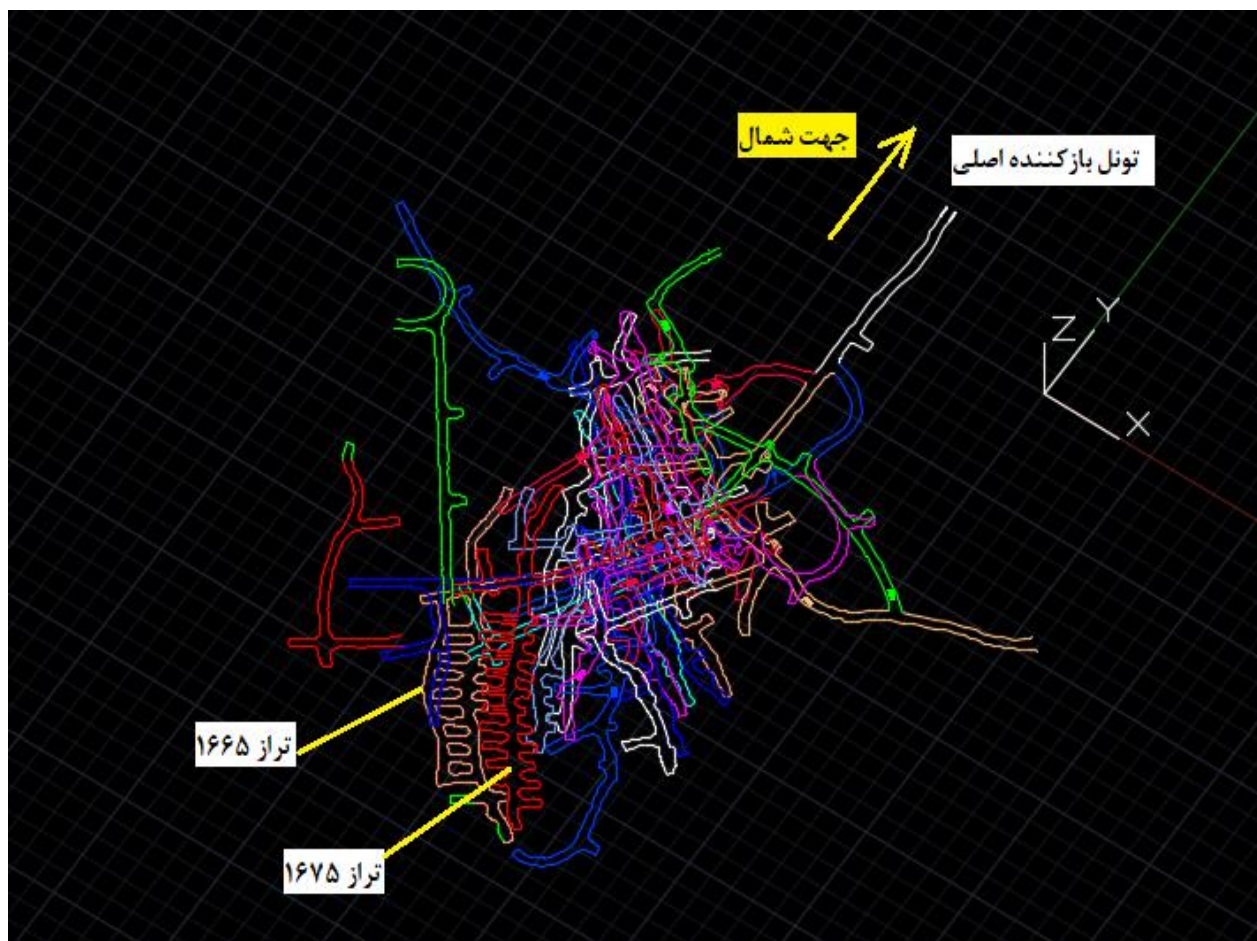 جهت شمال
تونل بازکننده اصلی
Z
Y
X
تراز ۱۶۶۵
تراز ۱۶۷۵